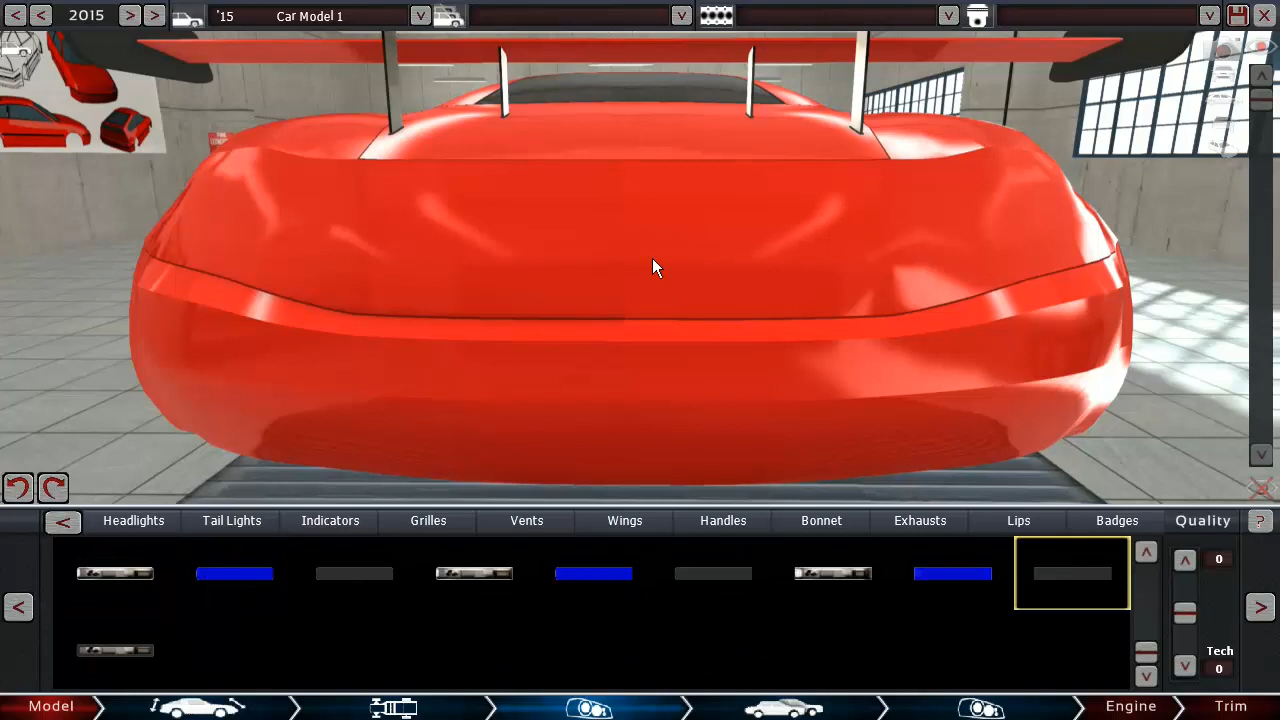 2015 '15 Car Model 1
Headlights Tail Lights Indicators Grilles Vents Wings Handles Bonnet Exhausts Lips Badges Quality ?
0
Tech
0
Model Engine Trim